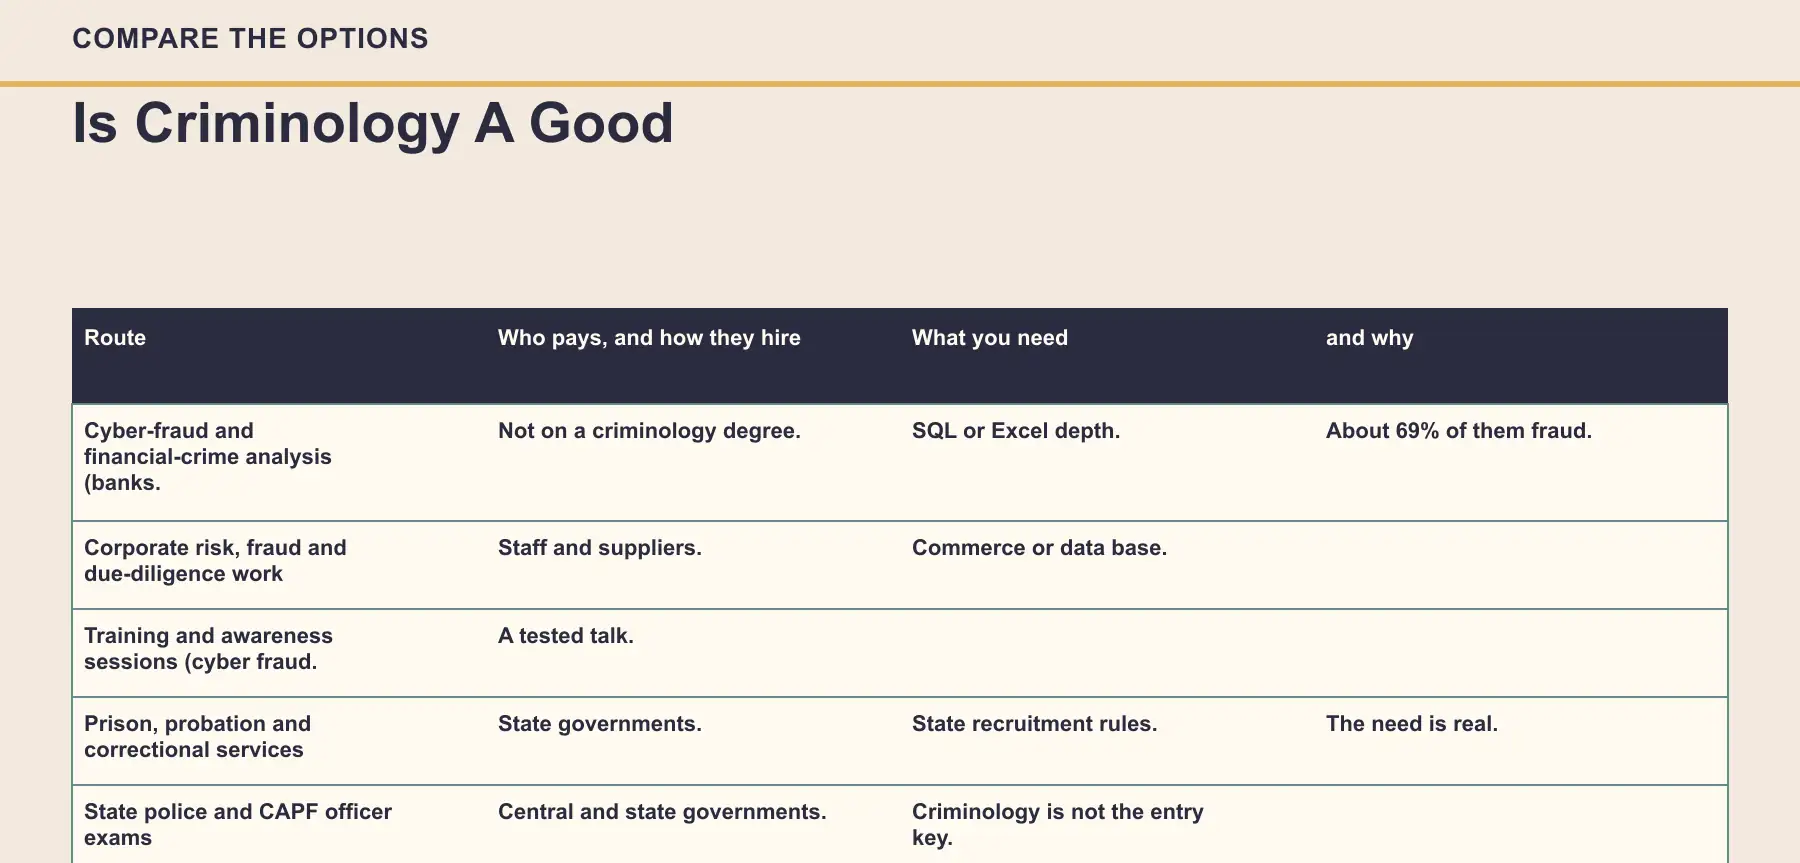 COMPARE THE OPTIONS
Is Criminology A Good
Route
Who pays, and how they hire
What you need
and why
Cyber-fraud and
financial-crime analysis
(banks.
Not on a criminology degree.
SQL or Excel depth.
About 69% of them fraud.
Corporate risk, fraud and
due-diligence work
Staff and suppliers.
Commerce or data base.
Training and awareness
sessions (cyber fraud.
A tested talk.
Prison, probation and
correctional services
State governments.
State recruitment rules.
The need is real.
State police and CAPF officer
exams
Central and state governments.
Criminology is not the entry
key.